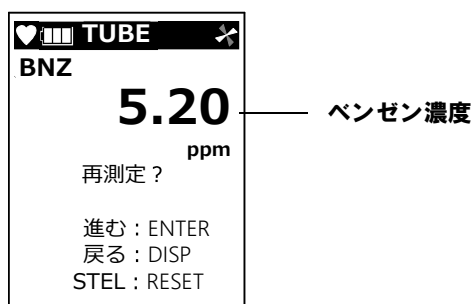 TUBE
BNZ
5.20
ベンゼン濃度
ppm
再測定？
進む：ENTER
戻る：DISP
STEL：RESET